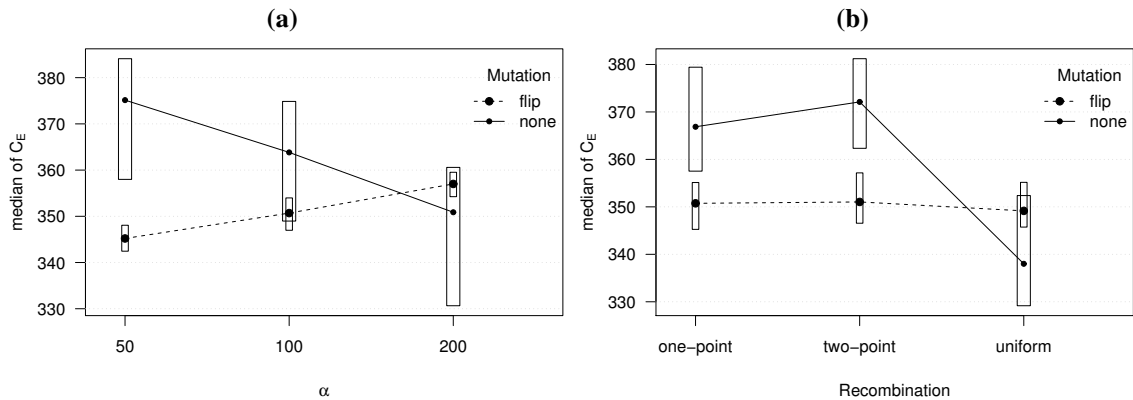 (a)
median of C_E
380
370
360
350
340
330
50
100
200
α
Mutation
flip
none
(b)
median of C_E
380
370
360
350
340
330
one−point
two−point
uniform
Recombination
Mutation
flip
none